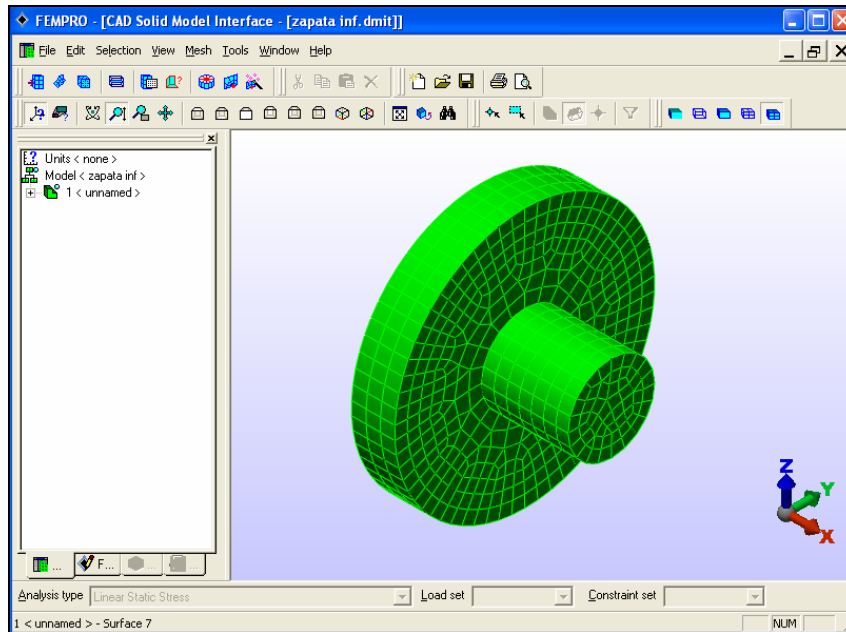 FEMPRO - [CAD Solid Model Interface - [zapata inf.dmit]]
File Edit Selection View Mesh Tools Window Help
Units < none >
Model < zapata inf >
1 < unnamed >
Z
Y
X
... F... ... ...
Analysis type Linear Static Stress Load set Constraint set
1 < unnamed > - Surface 7 NUM